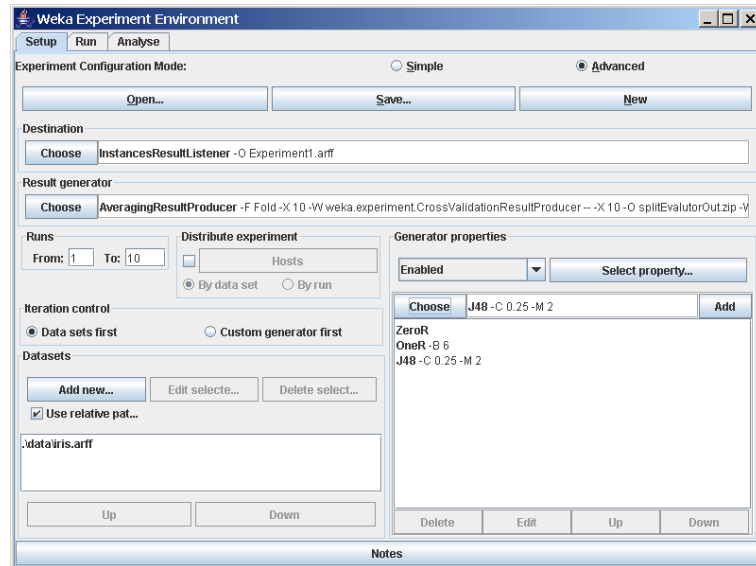 Weka Experiment Environment
Setup Run Analyse
Experiment Configuration Mode: Simple Advanced
Open... Save... New
Destination
Choose InstancesResultListener -O Experiment1.arff
Result generator
Choose AveragingResultProducer -F Fold -X 10 -W weka.experiment.CrossValidationResultProducer -- -X 10 -O splitEvalutorOut.zip -W
Runs
From: 1 To: 10
Distribute experiment
Hosts
By data set By run
Generator properties
Enabled Select property...
Iteration control
Data sets first Custom generator first
Choose J48 -C 0.25 -M 2 Add
ZeroR
OneR -B 6
J48 -C 0.25 -M 2
Datasets
Add new... Edit selecte... Delete select...
Use relative pat...
.\data\iris.arff
Up Down
Delete Edit Up Down
Notes